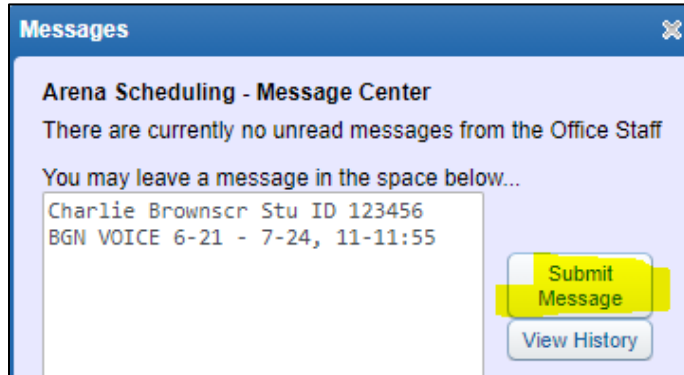 Messages
Arena Scheduling - Message Center
There are currently no unread messages from the Office Staff
You may leave a message in the space below...
Charlie Brownscr Stu ID 123456
BGN VOICE 6-21 - 7-24, 11-11:55
Submit
Message
View History